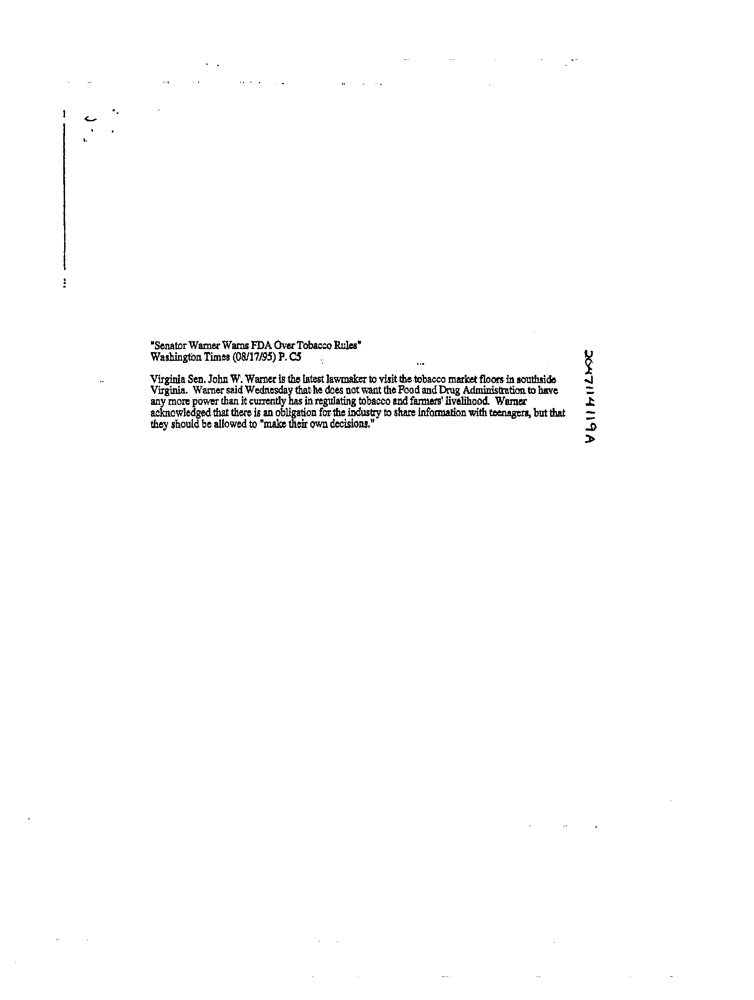 "Senator Warner Warns FDA Over Tobacco Rules"
Washington Times (08/17/95) P. C5
Virginia Sen. John W. Warner is the latest lawmaker to visit the tobacco market floors in southside
Virginia. Warner said Wednesday that he does not want the Food and Drug Administration to have
any more power than it currently has in regulating tobacco and farmers' livelihood. Warner
acknowledged that there is an obligation for the industry to share information with teenagers, but that
they should be allowed to "make their own decisions."
2047114119A